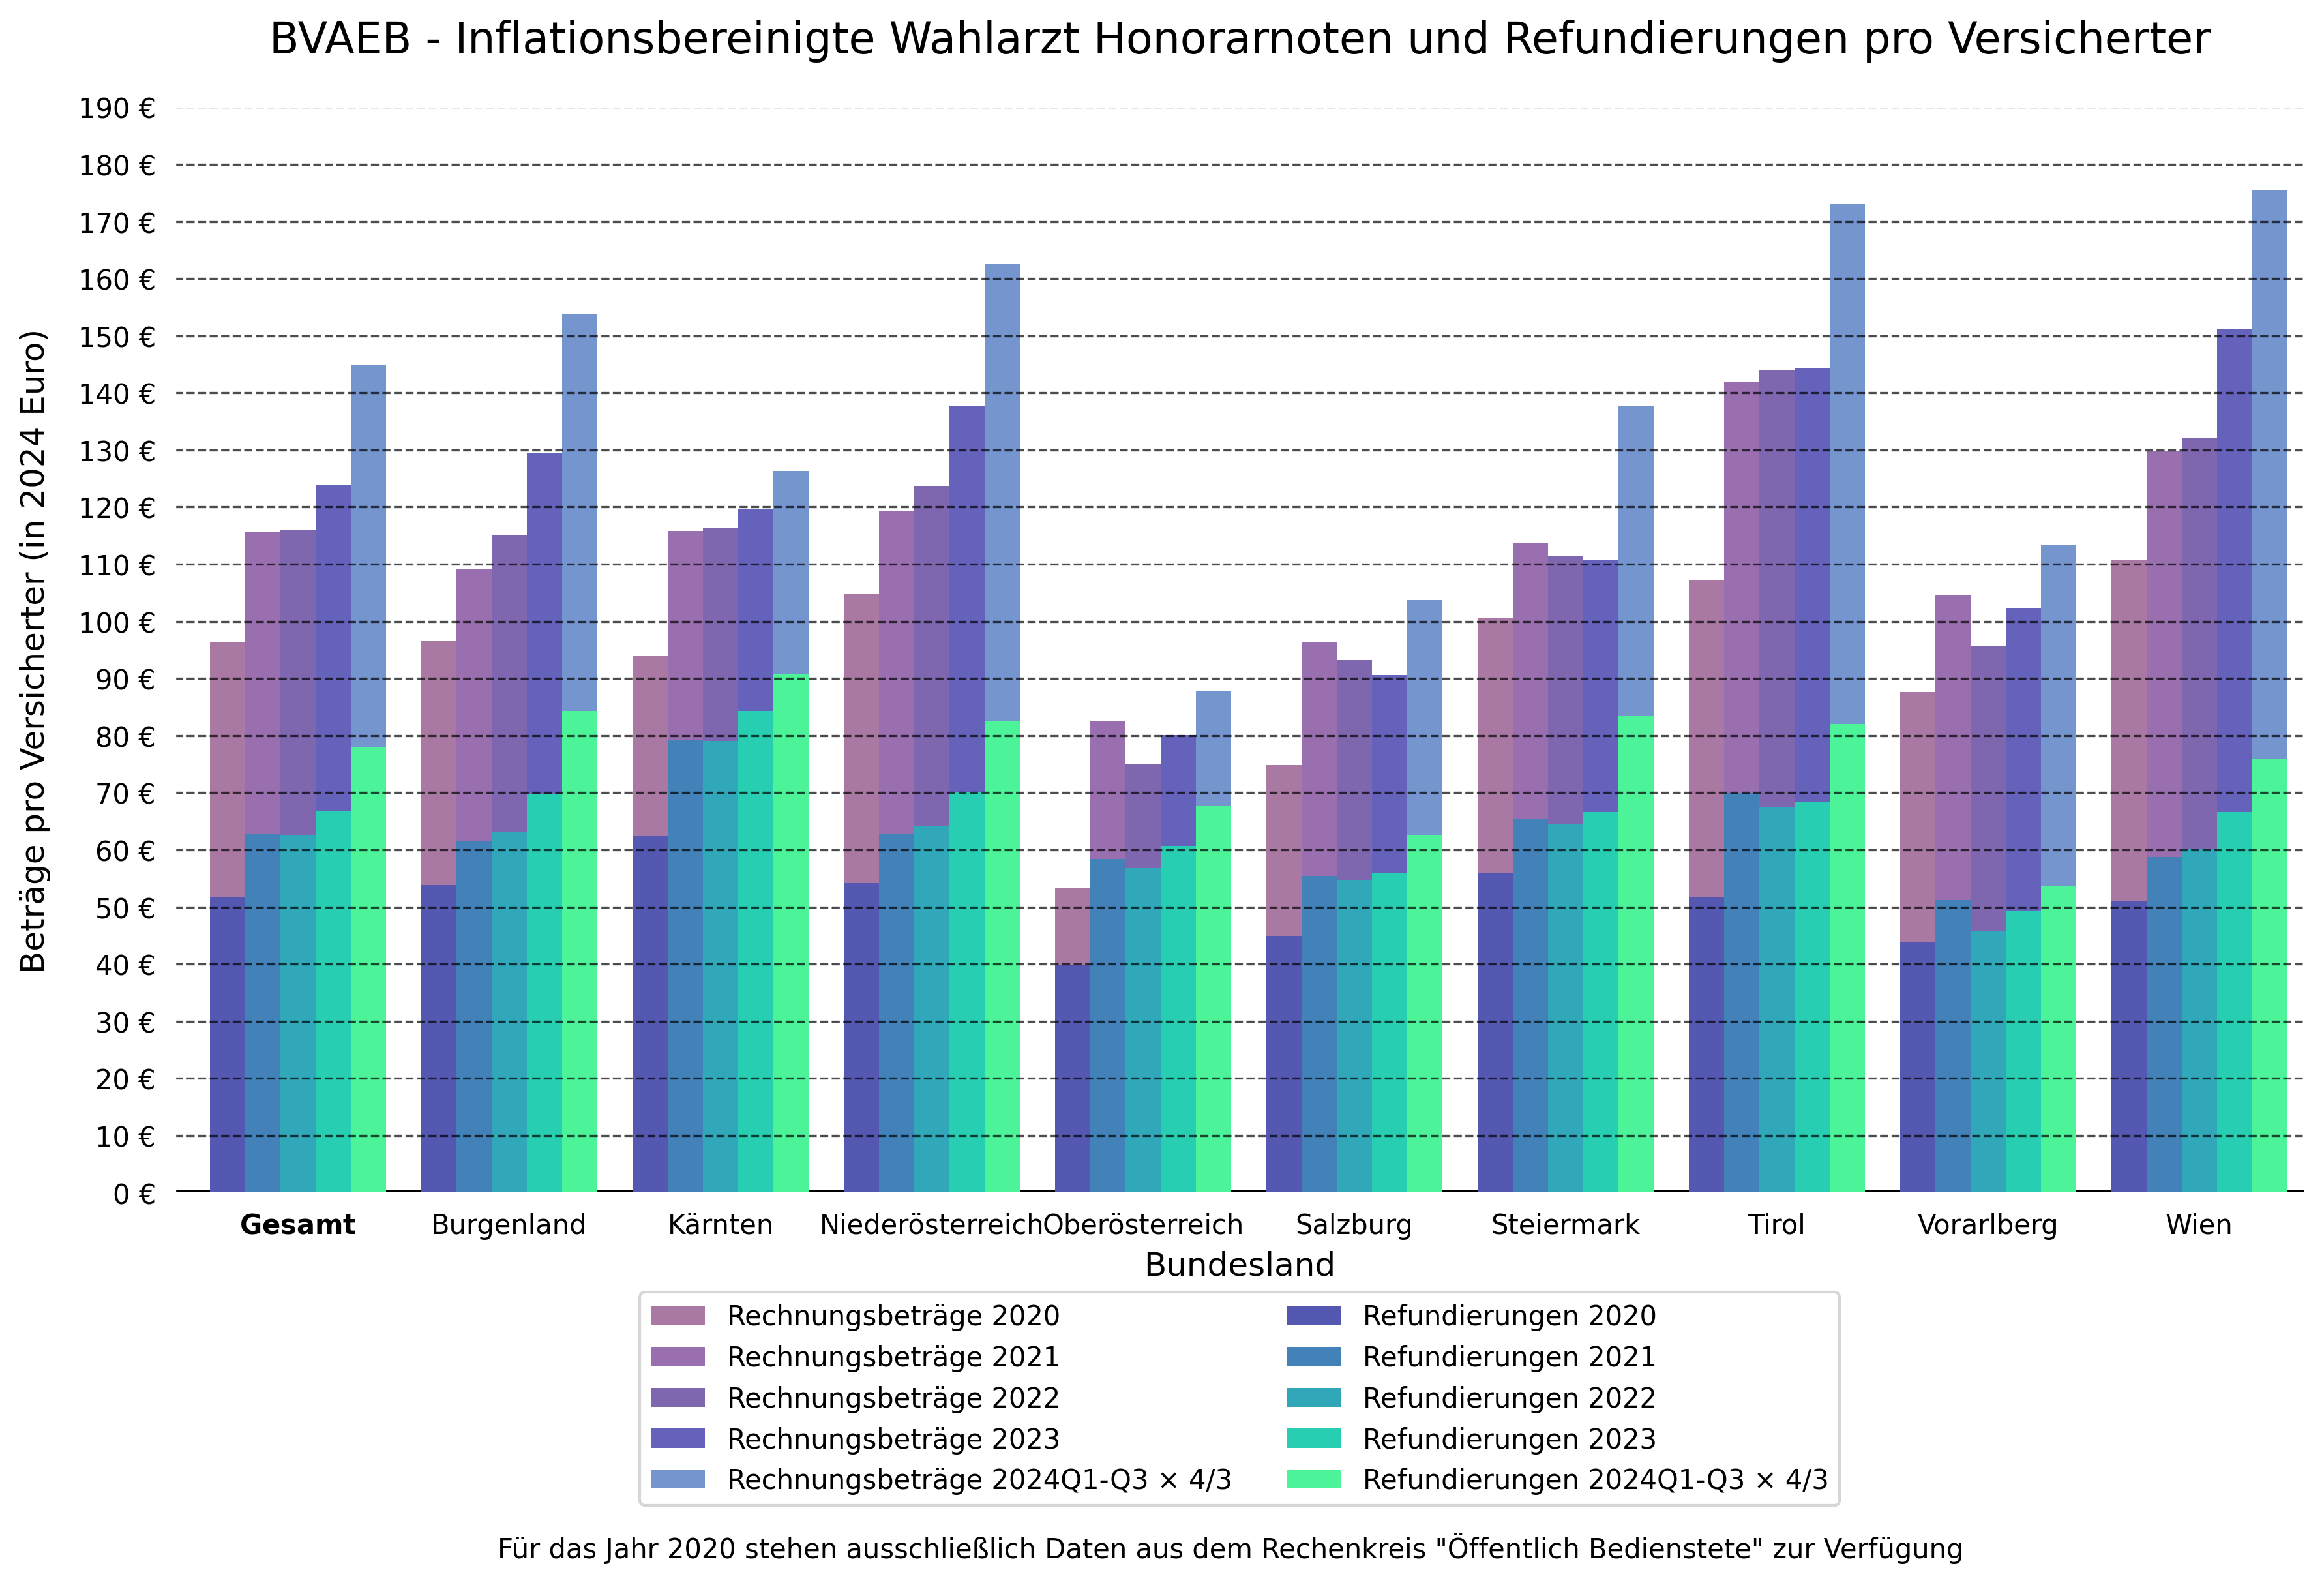 BVAEB - Inflationsbereinigte Wahlarzt Honorarnoten und Refundierungen pro Versicherter
Beträge pro Versicherter (in 2024 Euro)
190 €
180 €
170 €
160 €
150 €
140 €
130 €
120 €
110 €
100 €
90 €
80 €
70 €
60 €
50 €
40 €
30 €
20 €
10 €
0 €
Gesamt Burgenland Kärnten Niederösterreich Oberösterreich Salzburg Steiermark Tirol Vorarlberg Wien
Bundesland
Rechnungsbeträge 2020
Rechnungsbeträge 2021
Rechnungsbeträge 2022
Rechnungsbeträge 2023
Rechnungsbeträge 2024Q1-Q3 × 4/3
Refundierungen 2020
Refundierungen 2021
Refundierungen 2022
Refundierungen 2023
Refundierungen 2024Q1-Q3 × 4/3
Für das Jahr 2020 stehen ausschließlich Daten aus dem Rechenkreis "Öffentlich Bedienstete" zur Verfügung